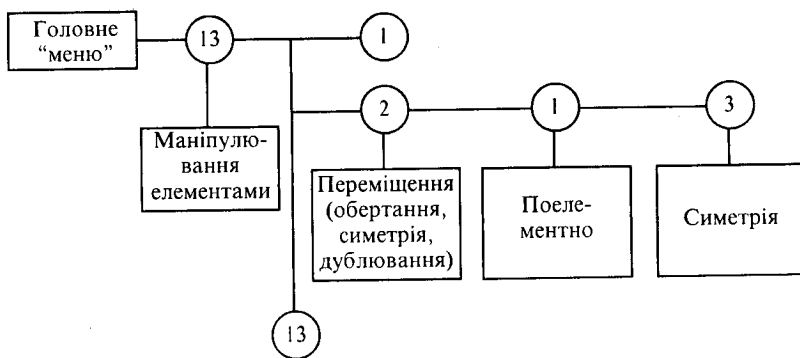 Головне
“меню”
13
1
2
1
3
Маніпулю-
вання
елементами
Переміщення
(обертання,
симетрія,
дублювання)
Поеле-
ментно
Симетрія
13